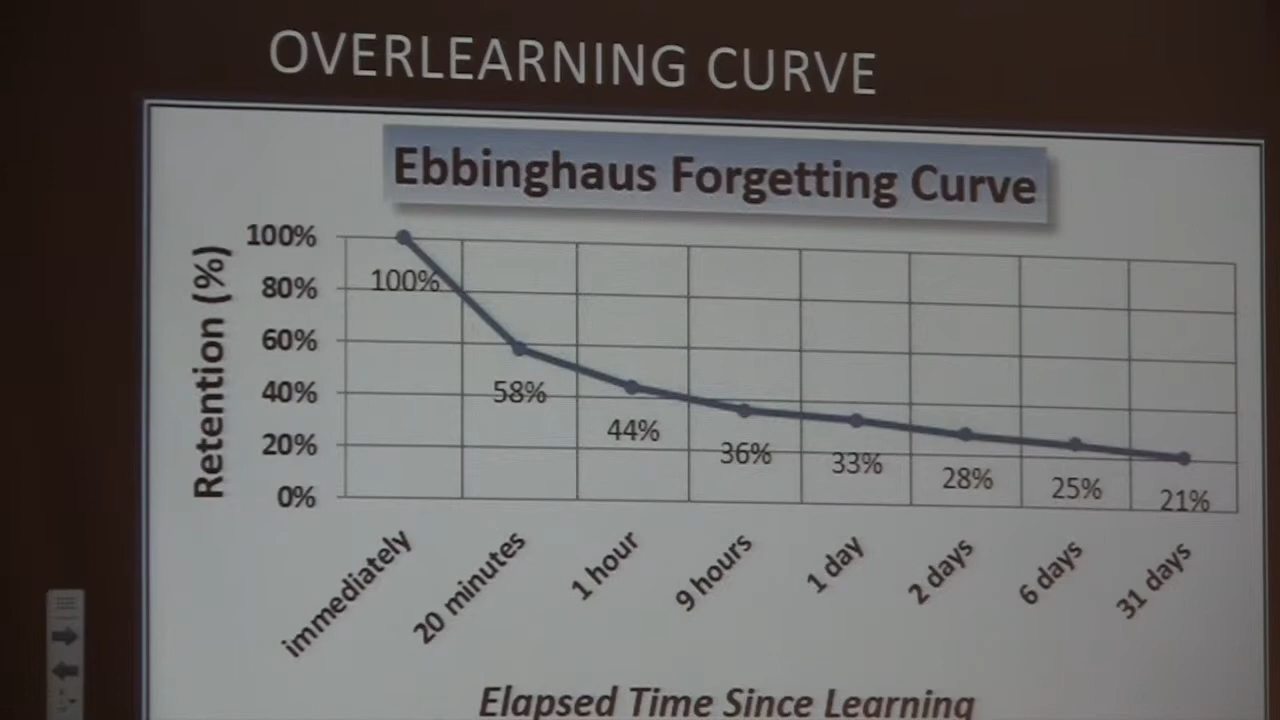 OVERLEARNING CURVE
Ebbinghaus Forgetting Curve
Retention (%)
100%
80%
60%
40%
20%
0%
100%
58%
44%
36%
33%
28%
25%
21%
immediately
20 minutes
1 hour
9 hours
1 day
2 days
6 days
31 days
Elapsed Time Since Learning